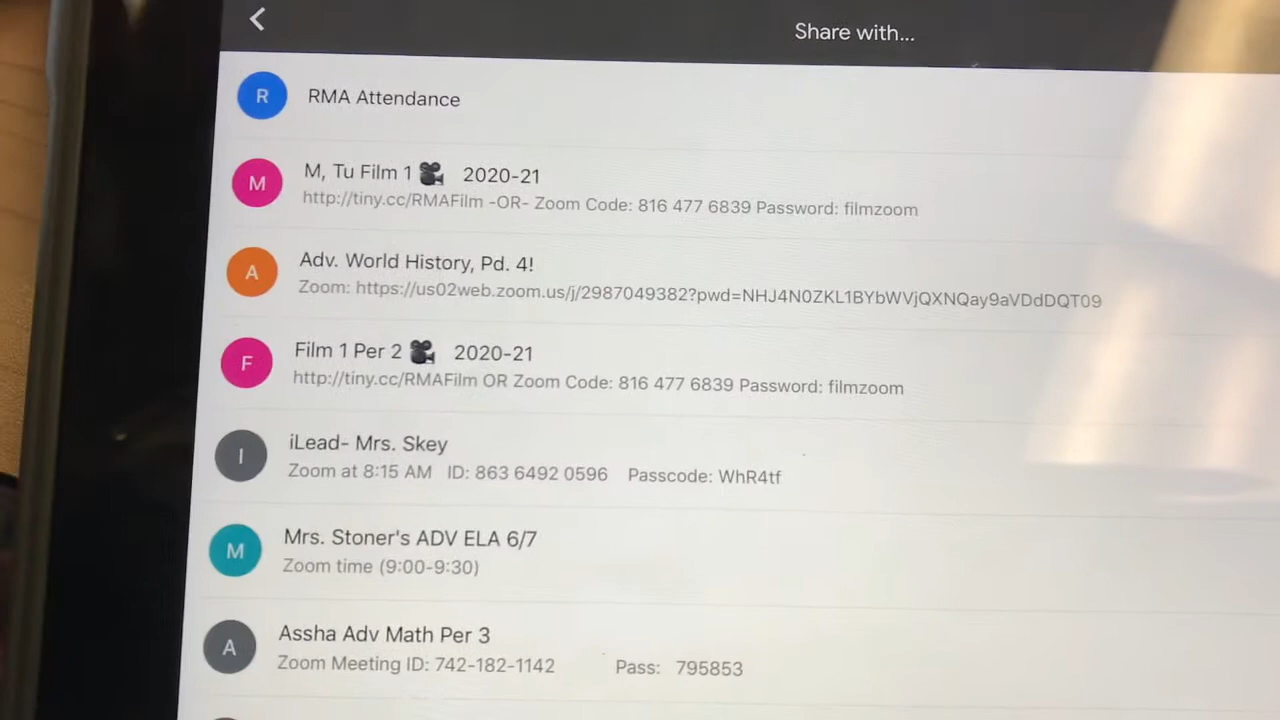 Share with...
R RMA Attendance
M M, Tu Film 1 🎥 2020-21
http://tiny.cc/RMAFilm -OR- Zoom Code: 816 477 6839 Password: filmzoom
A Adv. World History, Pd. 4!
Zoom: https://us02web.zoom.us/j/2987049382?pwd=NHJ4N0ZKL1BYbWVjQXNQay9aVDdDQT09
F Film 1 Per 2 🎥 2020-21
http://tiny.cc/RMAFilm OR Zoom Code: 816 477 6839 Password: filmzoom
I iLead- Mrs. Skey
Zoom at 8:15 AM ID: 863 6492 0596 Passcode: WhR4tf
M Mrs. Stoner's ADV ELA 6/7
Zoom time (9:00-9:30)
A Assha Adv Math Per 3
Zoom Meeting ID: 742-182-1142 Pass: 795853